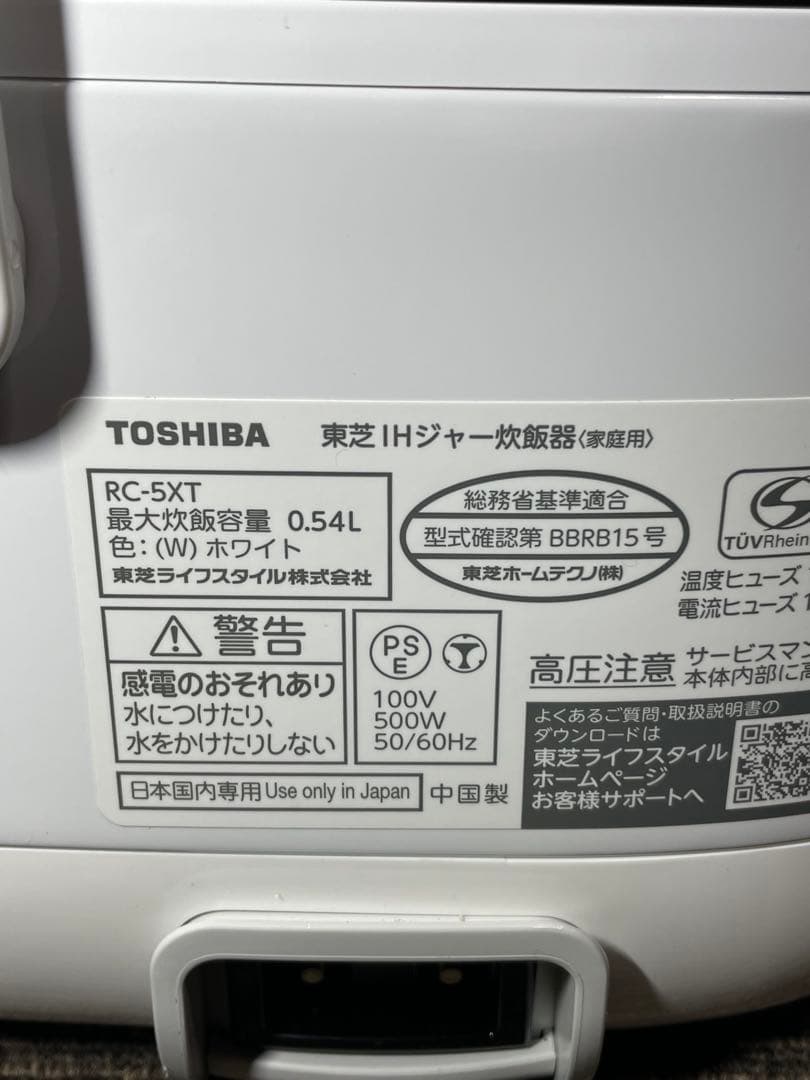 TOSHIBA 東芝IHジャー炊飯器〈家庭用〉
RC-5XT
最大炊飯容量 0.54L
色：(W) ホワイト
東芝ライフスタイル株式会社
総務省基準適合
型式確認第 BBRB15号
東芝ホームテクノ(株)
TÜVRhein
温度ヒューズ
電流ヒューズ
警告
感電のおそれあり
水につけたり、
水をかけたりしない
PS
E
100V
500W
50/60Hz
高圧注意
サービスマン
本体内部に高
よくあるご質問・取扱説明書の
ダウンロードは
東芝ライフスタイル
ホームページ
お客様サポートへ
日本国内専用 Use only in Japan
中国製